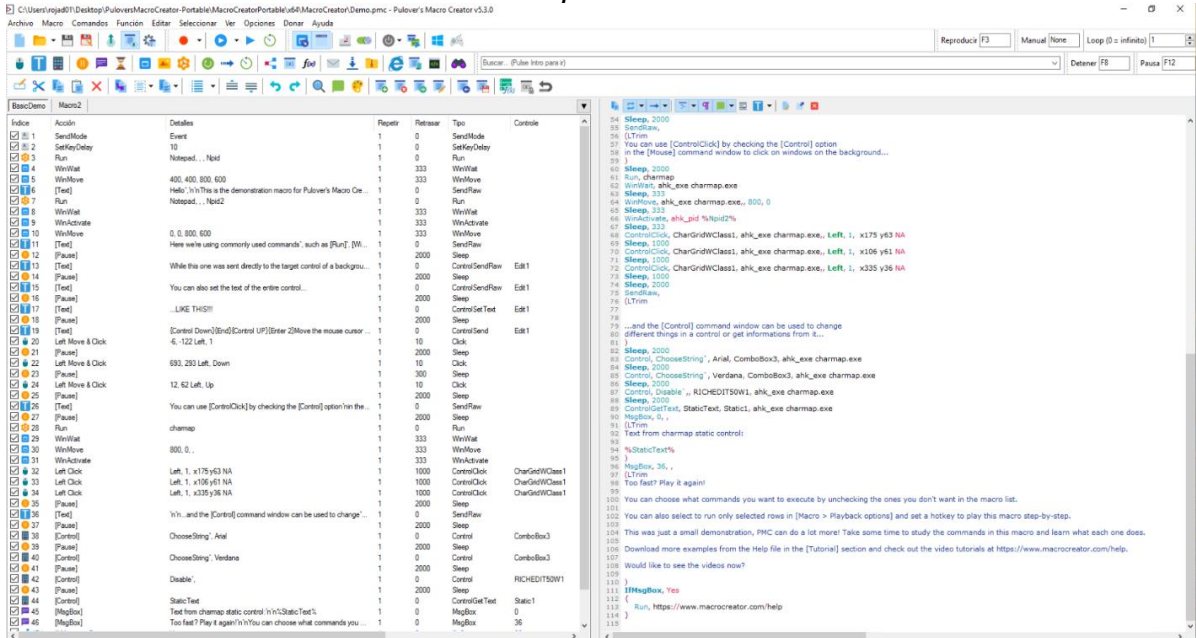 C:\Users\rojad01\Desktop\PuloversMacroCreator-Portable\x64\MacroCreatorPortable\MacroCreator\Demo.pmc - Pulover's Macro Creator v5.3.0
Archivo Macro Comandos Función Editar Seleccionar Ver Opciones Donar Ayuda
Reproducir F3 Manual None Loop (0 = infinito) 1
Buscar... (Pulse Intro para ir) Detener F8 Pausa F12
BasicDemo Macro2
Índice Acción Detalles Repetir Retrasar Tipo Controle
1 SendMode Event 1 0 SendMode
2 SetKeyDelay 10 1 0 SetKeyDelay
3 Run Notepad, , , Npid 1 0 Run
4 WinWait 1 333 WinWait
5 WinMove 400, 400, 800, 600 1 333 WinMove
6 [Text] Hello`,`n`nThis is the demonstration macro for Pulover's Macro Cre... 1 0 SendRaw
7 Run Notepad, , , Npid2 1 0 Run
8 WinWait 1 333 WinWait
9 WinActivate 1 333 WinActivate
10 WinMove 0, 0, 800, 600 1 333 WinMove
11 [Text] Here we're using commonly used commands`, such as [Run]`, [Wi... 1 0 SendRaw
12 [Pause] 1 2000 Sleep
13 [Text] While this one was sent directly to the target control of a backgrou... 1 0 ControlSendRaw Edit1
14 [Pause] 1 2000 Sleep
15 [Text] You can also set the text of the entire control... 1 0 ControlSendRaw Edit1
16 [Pause] 1 2000 Sleep
17 [Text] ...LIKE THIS!!! 1 0 ControlSetText Edit1
18 [Pause] 1 2000 Sleep
19 [Text] {Control Down}{End}{Control UP}{Enter 2}Move the mouse cursor ... 1 0 ControlSend Edit1
20 Left Move & Click -6, -122 Left, 1 1 10 Click
21 [Pause] 1 2000 Sleep
22 Left Move & Click 693, 293 Left, Down 1 10 Click
23 [Pause] 1 300 Sleep
24 Left Move & Click 12, 62 Left, Up 1 10 Click
25 [Pause] 1 2000 Sleep
26 [Text] You can use [ControlClick] by checking the [Control] option`nin the ... 1 0 SendRaw
27 [Pause] 1 2000 Sleep
28 Run charmap 1 0 Run
29 WinWait 1 333 WinWait
30 WinMove 800, 0, , 1 333 WinMove
31 WinActivate 1 333 WinActivate
32 Left Click Left, 1, x175 y63 NA 1 1000 ControlClick CharGridWClass1
33 Left Click Left, 1, x106 y61 NA 1 1000 ControlClick CharGridWClass1
34 Left Click Left, 1, x335 y36 NA 1 1000 ControlClick CharGridWClass1
35 [Pause] 1 2000 Sleep
36 [Text] `n`n...and the [Control] command window can be used to change`... 1 0 SendRaw
37 [Pause] 1 2000 Sleep
38 [Control] ChooseString`, Arial 1 0 Control ComboBox3
39 [Pause] 1 2000 Sleep
40 [Control] ChooseString`, Verdana 1 0 Control ComboBox3
41 [Pause] 1 2000 Sleep
42 [Control] Disable`, 1 0 Control RICHEDIT50W1
43 [Pause] 1 2000 Sleep
44 [Control] StaticText 1 0 ControlGetText Static1
45 [MsgBox] Text from charmap static control:`n`n%StaticText% 1 0 MsgBox 0
46 [MsgBox] Too fast? Play it again!`n`nYou can choose what commands you ... 1 0 MsgBox 36
54 Sleep, 2000
55 SendRaw,
56 (LTrim
57 You can use [ControlClick] by checking the [Control] option
58 in the [Mouse] command window to click on windows on the background...
59 )
60 Sleep, 2000
61 Run, charmap
62 WinWait, ahk_exe charmap.exe
63 Sleep, 333
64 WinMove, ahk_exe charmap.exe,, 800, 0
65 Sleep, 333
66 WinActivate, ahk_pid %Npid2%
67 Sleep, 333
68 ControlClick, CharGridWClass1, ahk_exe charmap.exe,, Left, 1, x175 y63 NA
69 Sleep, 1000
70 ControlClick, CharGridWClass1, ahk_exe charmap.exe,, Left, 1, x106 y61 NA
71 Sleep, 1000
72 ControlClick, CharGridWClass1, ahk_exe charmap.exe,, Left, 1, x335 y36 NA
73 Sleep, 1000
74 Sleep, 2000
75 SendRaw,
76 (LTrim
77
78
79 ...and the [Control] command window can be used to change
80 different things in a control or get informations from it...
81 )
82 Sleep, 2000
83 Control, ChooseString`, Arial, ComboBox3, ahk_exe charmap.exe
84 Sleep, 2000
85 Control, ChooseString`, Verdana, ComboBox3, ahk_exe charmap.exe
86 Sleep, 2000
87 Control, Disable`,, RICHEDIT50W1, ahk_exe charmap.exe
88 Sleep, 2000
89 ControlGetText, StaticText, Static1, ahk_exe charmap.exe
90 MsgBox, 0, ,
91 (LTrim
92 Text from charmap static control:
93
94 %StaticText%
95 )
96 MsgBox, 36, ,
97 (LTrim
98 Too fast? Play it again!
99
100 You can choose what commands you want to execute by unchecking the ones you don't want in the macro list.
101
102 You can also select to run only selected rows in [Macro > Playback options] and set a hotkey to play this macro step-by-step.
103
104 This was just a small demonstration, PMC can do a lot more! Take some time to study the commands in this macro and learn what each one does.
105
106 Download more examples from the Help file in the [Tutorial] section and check out the video tutorials at https://www.macrocreator.com/help.
107
108 Would like to see the videos now?
109
110 )
111 IfMsgBox, Yes
112 {
113 Run, https://www.macrocreator.com/help
114 }
115